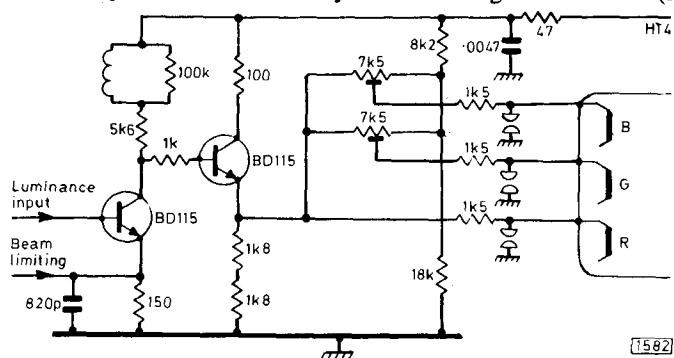 8k2
·0047
47
HT4
100k
100
7k5
1k5
B
5k6
1k
7k5
1k5
G
BD115
Luminance
input
BD115
1k5
R
Beam
limiting
1k8
18k
820p
150
1k8
1582